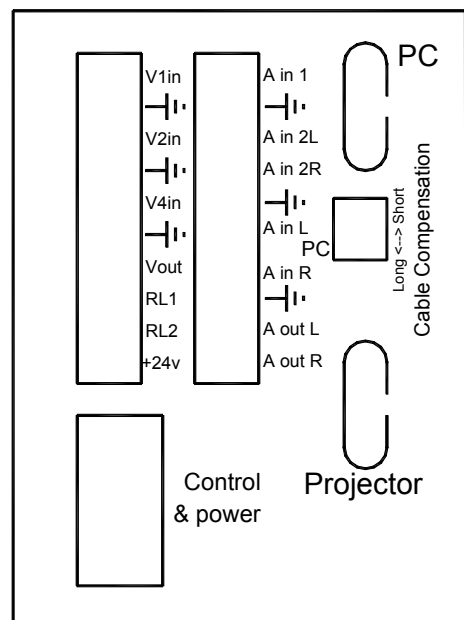 V1in
V2in
V4in
Vout
RL1
RL2
+24v
A in 1
A in 2L
A in 2R
A in L
A in R
A out L
A out R
PC
PC
Long <---> Short
Cable Compensation
Control
& power
Projector